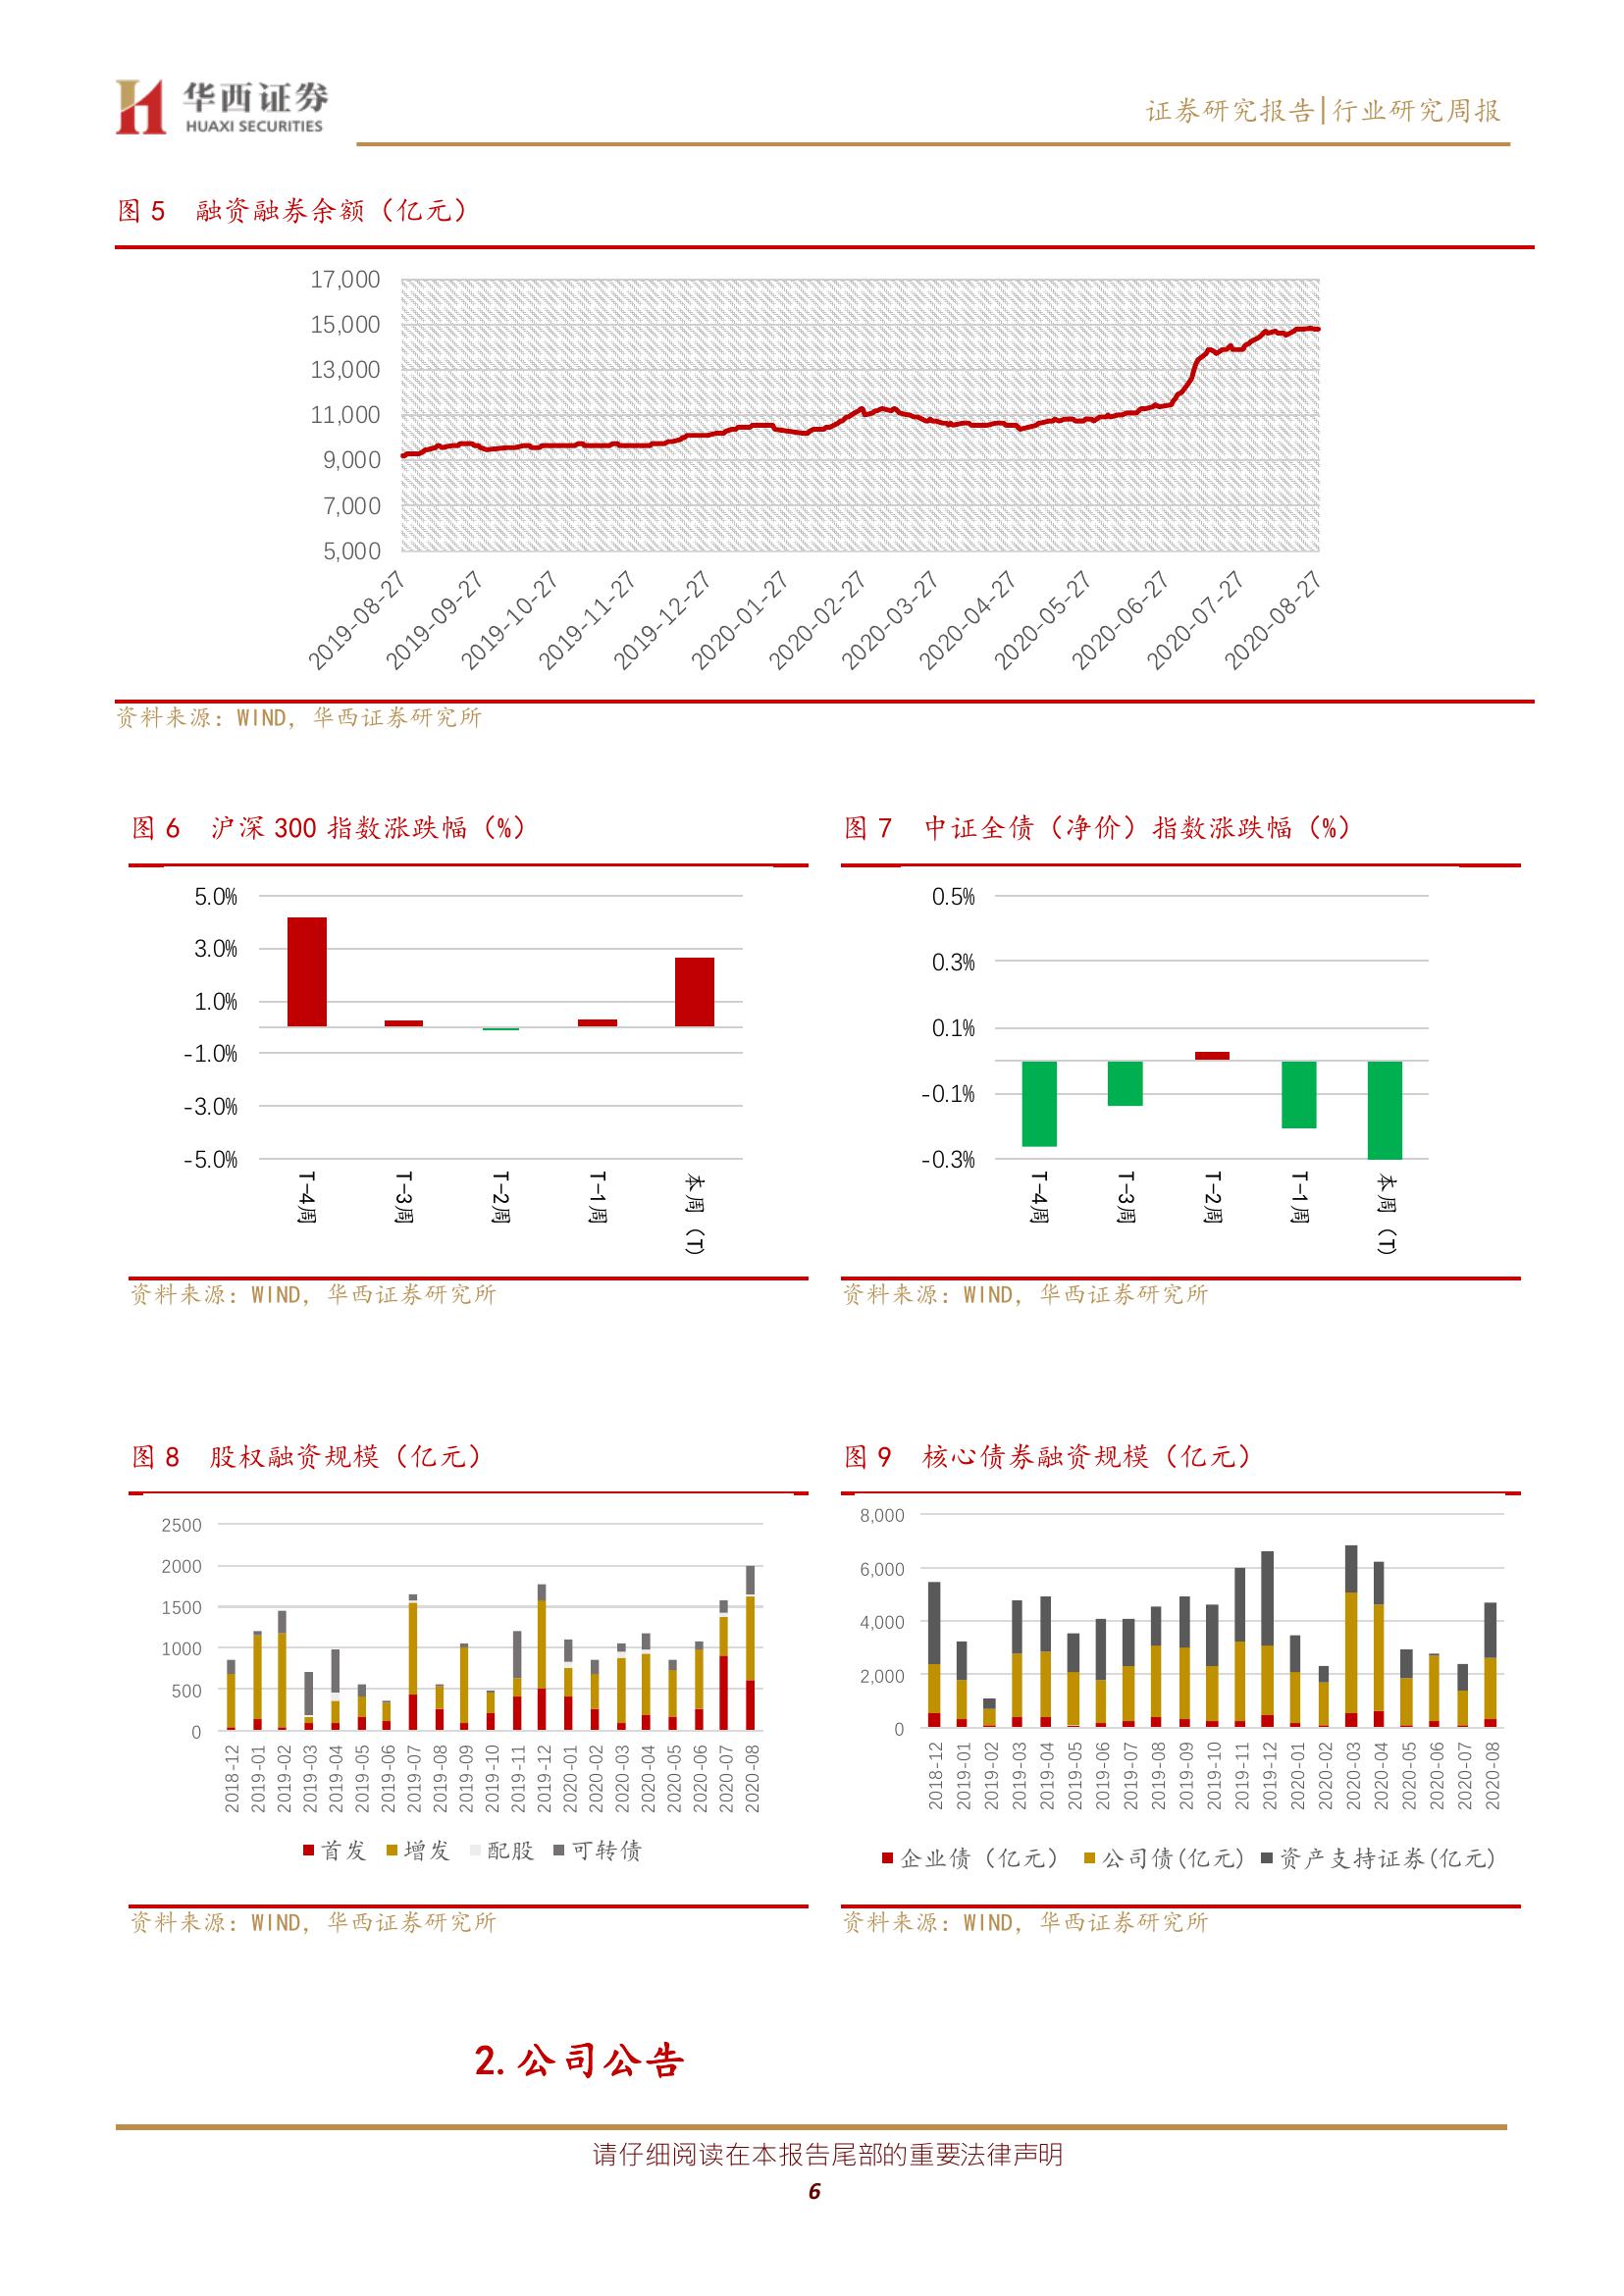 华西证券
HUAXI SECURITIES
证券研究报告|行业研究周报
图 5 融资融券余额（亿元）
17,000
15,000
13,000
11,000
9,000
7,000
5,000
2019-08-27 2019-09-27 2019-10-27 2019-11-27 2019-12-27 2020-01-27 2020-02-27 2020-03-27 2020-04-27 2020-05-27 2020-06-27 2020-07-27 2020-08-27
资料来源：WIND，华西证券研究所
图 6 沪深 300 指数涨跌幅（%）
5.0%
3.0%
1.0%
-1.0%
-3.0%
-5.0%
T-4周 T-3周 T-2周 T-1周 本周（T）
资料来源：WIND，华西证券研究所
图 7 中证全债（净价）指数涨跌幅（%）
0.5%
0.3%
0.1%
-0.1%
-0.3%
T-4周 T-3周 T-2周 T-1周 本周（T）
资料来源：WIND，华西证券研究所
图 8 股权融资规模（亿元）
2500
2000
1500
1000
500
0
2018-12 2019-01 2019-02 2019-03 2019-04 2019-05 2019-06 2019-07 2019-08 2019-09 2019-10 2019-11 2019-12 2020-01 2020-02 2020-03 2020-04 2020-05 2020-06 2020-07 2020-08
首发 增发 配股 可转债
资料来源：WIND，华西证券研究所
图 9 核心债券融资规模（亿元）
8,000
6,000
4,000
2,000
0
2018-12 2019-01 2019-02 2019-03 2019-04 2019-05 2019-06 2019-07 2019-08 2019-09 2019-10 2019-11 2019-12 2020-01 2020-02 2020-03 2020-04 2020-05 2020-06 2020-07 2020-08
企业债（亿元） 公司债(亿元) 资产支持证券(亿元)
资料来源：WIND，华西证券研究所
2.公司公告
请仔细阅读在本报告尾部的重要法律声明
6